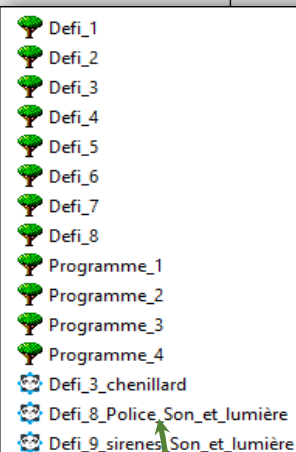 Defi_1
Defi_2
Defi_3
Defi_4
Defi_5
Defi_6
Defi_7
Defi_8
Programme_1
Programme_2
Programme_3
Programme_4
Defi_3_chenillard
Defi_8_Police_Son_et_lumière
Defi_9_sirenes_Son_et_lumière